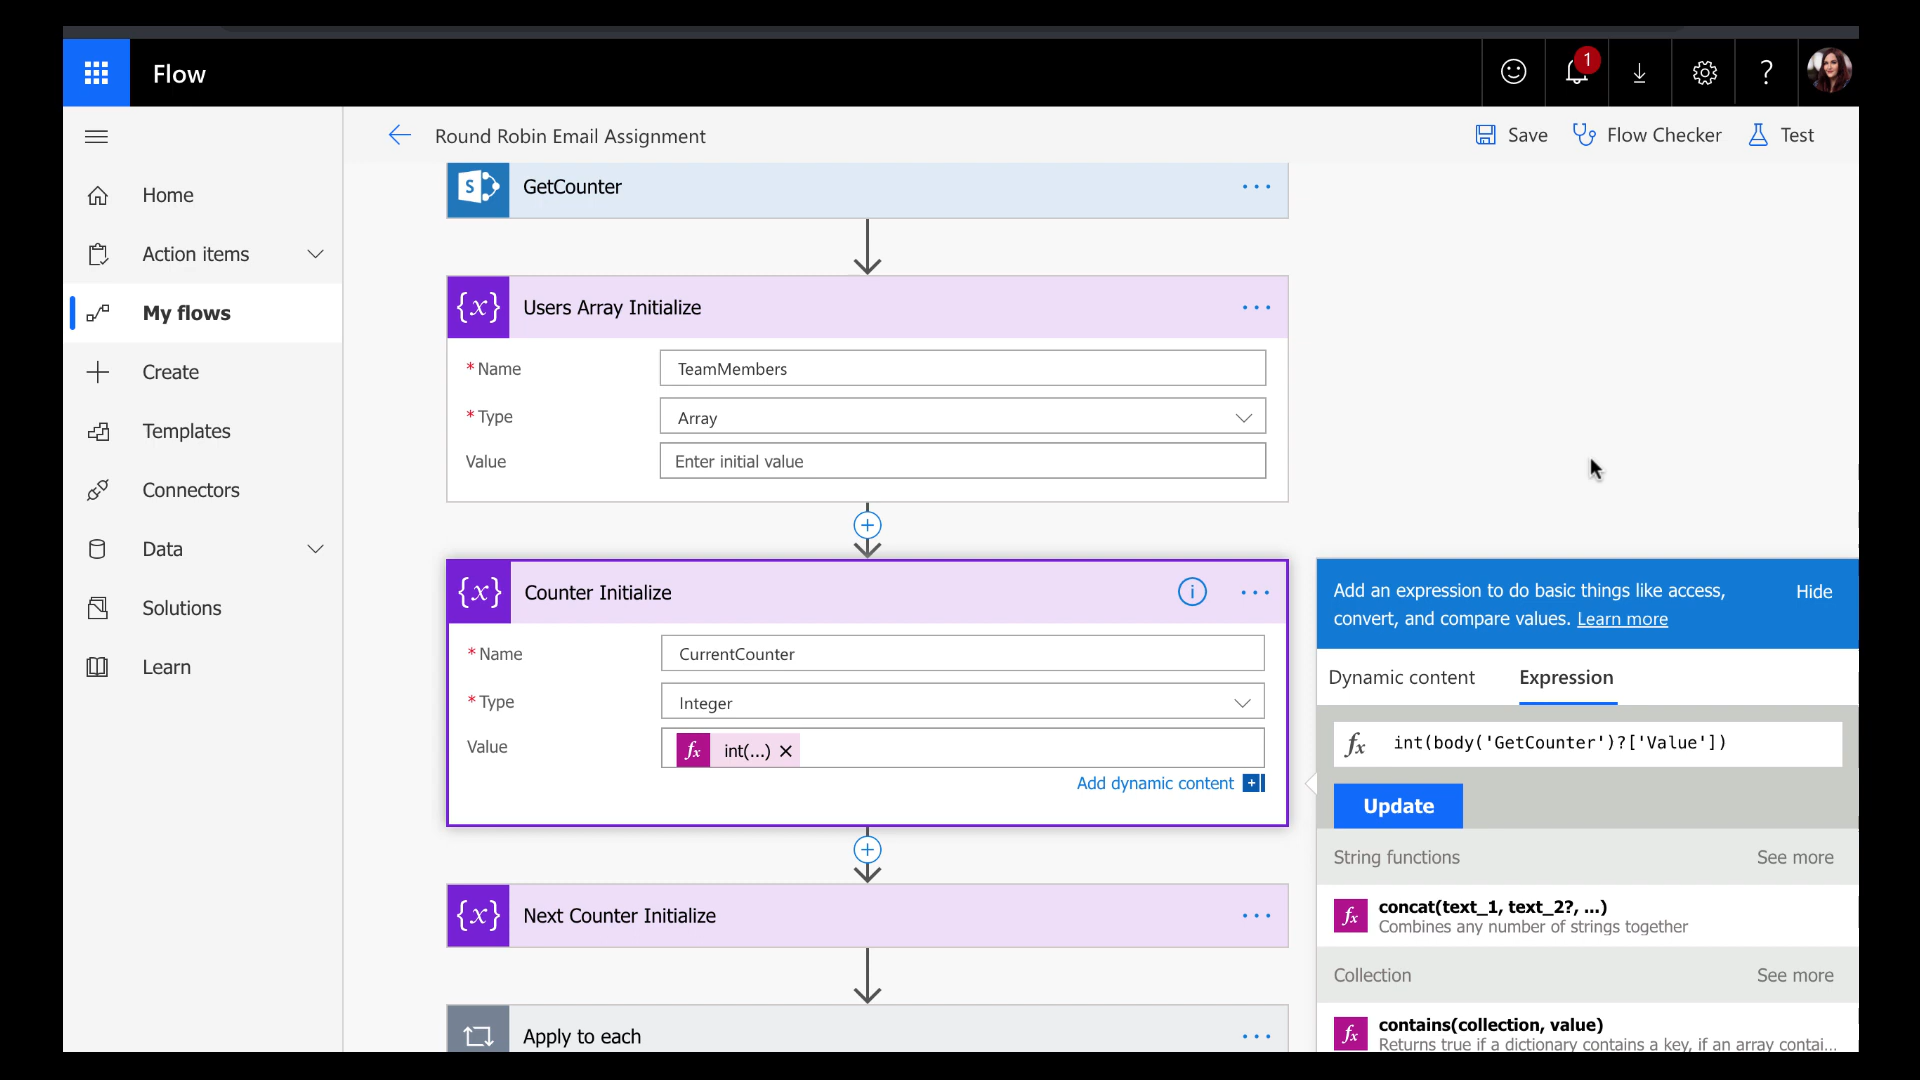 Flow
1
Round Robin Email Assignment
Save
Flow Checker
Test
Home
Action items
My flows
Create
Templates
Connectors
Data
Solutions
Learn
S
GetCounter
{x}
Users Array Initialize
* Name
TeamMembers
* Type
Array
Value
Enter initial value
{x}
Counter Initialize
* Name
CurrentCounter
* Type
Integer
Value
fx int(...)
Add dynamic content
{x}
Next Counter Initialize
Apply to each
Add an expression to do basic things like access,
convert, and compare values. Learn more
Hide
Dynamic content
Expression
fx int(body('GetCounter')?['Value'])
Update
String functions
See more
fx concat(text_1, text_2?, ...)
Combines any number of strings together
Collection
See more
fx contains(collection, value)
Returns true if a dictionary contains a key, if an array contai...